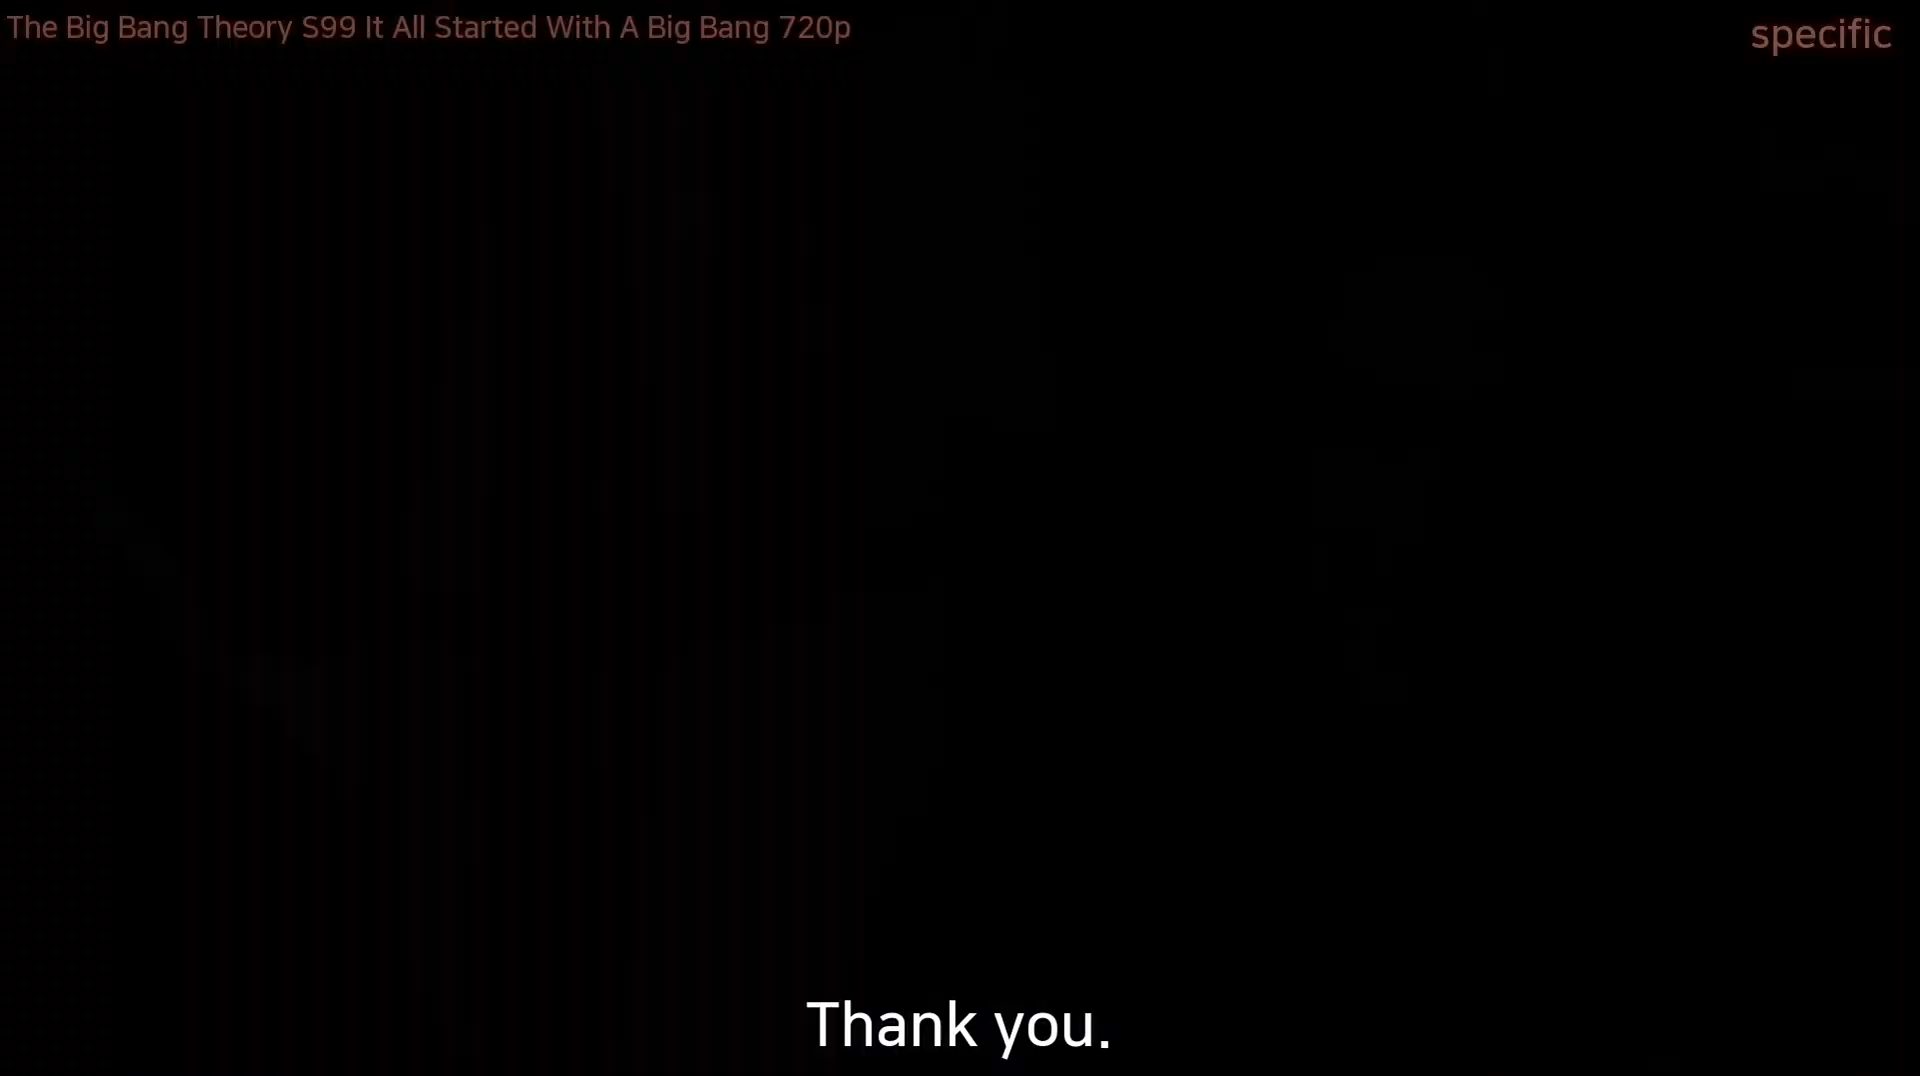 The Big Bang Theory S99 It All Started With A Big Bang 720p
specific
Thank you.